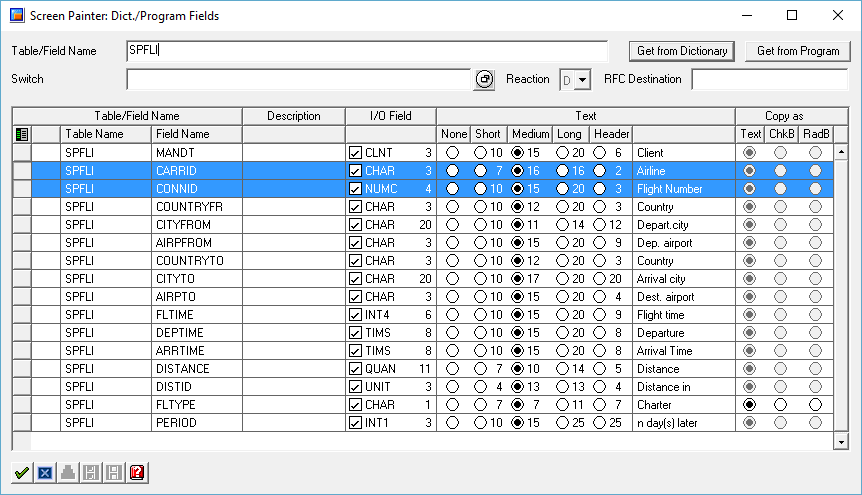 Screen Painter: Dict./Program Fields
Table/Field Name SPFLI Get from Dictionary Get from Program
Switch Reaction D RFC Destination
Table/Field Name Description I/O Field Text Copy as
None Short Medium Long Header Text ChkB RadB
Table Name Field Name
SPFLI MANDT CLNT 3 10 15 20 6 Client
SPFLI CARRID CHAR 3 7 16 16 2 Airline
SPFLI CONNID NUMC 4 10 15 20 3 Flight Number
SPFLI COUNTRYFR CHAR 3 10 12 20 3 Country
SPFLI CITYFROM CHAR 20 10 11 14 12 Depart.city
SPFLI AIRPFROM CHAR 3 10 15 20 9 Dep. airport
SPFLI COUNTRYTO CHAR 3 10 12 20 3 Country
SPFLI CITYTO CHAR 20 10 17 20 20 Arrival city
SPFLI AIRPTO CHAR 3 10 15 20 4 Dest. airport
SPFLI FLTIME INT4 6 10 15 20 9 Flight time
SPFLI DEPTIME TIMS 8 10 15 20 8 Departure
SPFLI ARRTIME TIMS 8 10 15 20 8 Arrival Time
SPFLI DISTANCE QUAN 11 7 10 14 5 Distance
SPFLI DISTID UNIT 3 4 13 13 4 Distance in
SPFLI FLTYPE CHAR 1 7 7 11 7 Charter
SPFLI PERIOD INT1 3 10 15 25 25 n day(s) later